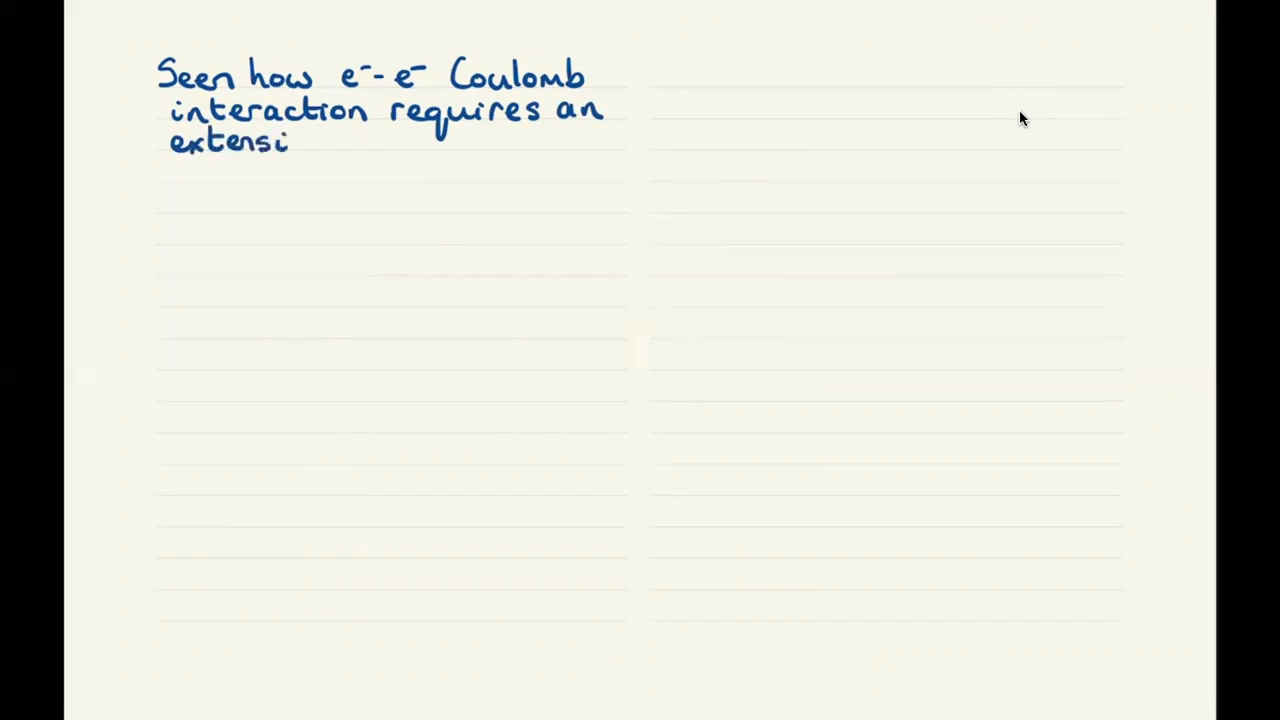 Seen how e⁻-e⁻ Coulomb
interaction requires an
extensi